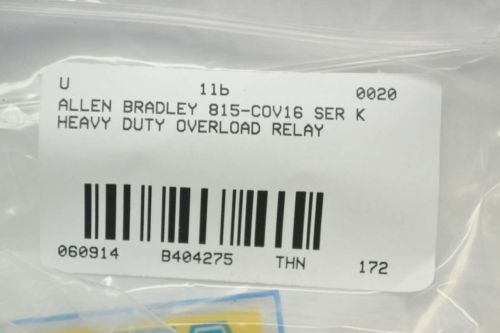 U 1lb 0020
ALLEN BRADLEY 815-COV16 SER K
HEAVY DUTY OVERLOAD RELAY
060914 B404275 THN 172